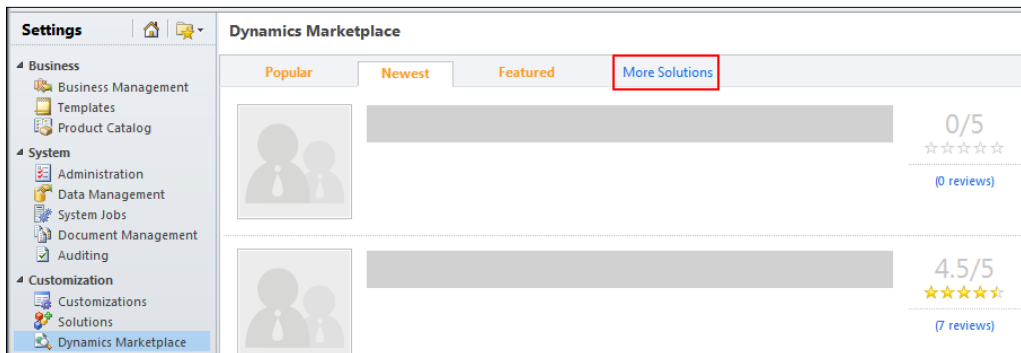 Settings
Business
Business Management
Templates
Product Catalog
System
Administration
Data Management
System Jobs
Document Management
Auditing
Customization
Customizations
Solutions
Dynamics Marketplace
Dynamics Marketplace
Popular Newest Featured More Solutions
0/5
(0 reviews)
4.5/5
(7 reviews)